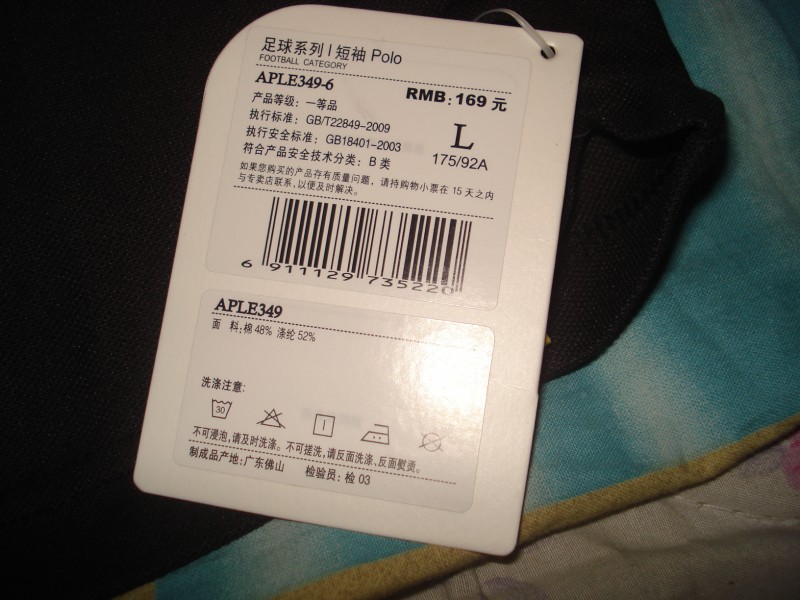 足球系列 | 短袖 Polo
FOOTBALL CATEGORY
APLE349-6
RMB: 169 元
产品等级: 一等品
执行标准: GB/T22849-2009
执行安全标准: GB18401-2003
符合产品安全技术分类: B 类
L
175/92A
如果您购买的产品存有质量问题, 请持购物小票在 15 天之内
与专卖店联系,以便及时解决。
6 911129 735220
APLE349
面 料:棉48% 涤纶52%
洗涤注意:
30
不可浸泡,请及时洗涤。不可搓洗,请反面洗涤、反面熨烫。
制成品产地:广东佛山 检验员: 检 03